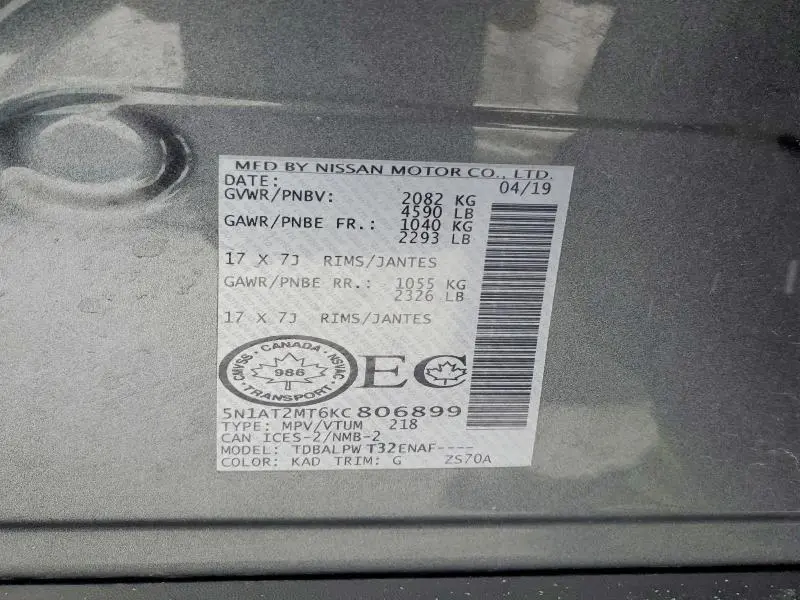 MFD BY NISSAN MOTOR CO., LTD.
DATE: 04/19
GVWR/PNBV: 2082 KG
4590 LB
GAWR/PNBE FR.: 1040 KG
2293 LB
17 X 7J RIMS/JANTES
GAWR/PNBE RR.: 1055 KG
2326 LB
17 X 7J RIMS/JANTES
CANADA
CMVSS 986 NSVAC
TRANSPORT
EC
5N1AT2MT6KC806899
TYPE: MPV/VTUM 218
CAN ICES-2/NMB-2
MODEL: TDBALPW T32ENAF----
COLOR: KAD TRIM: G ZS70A